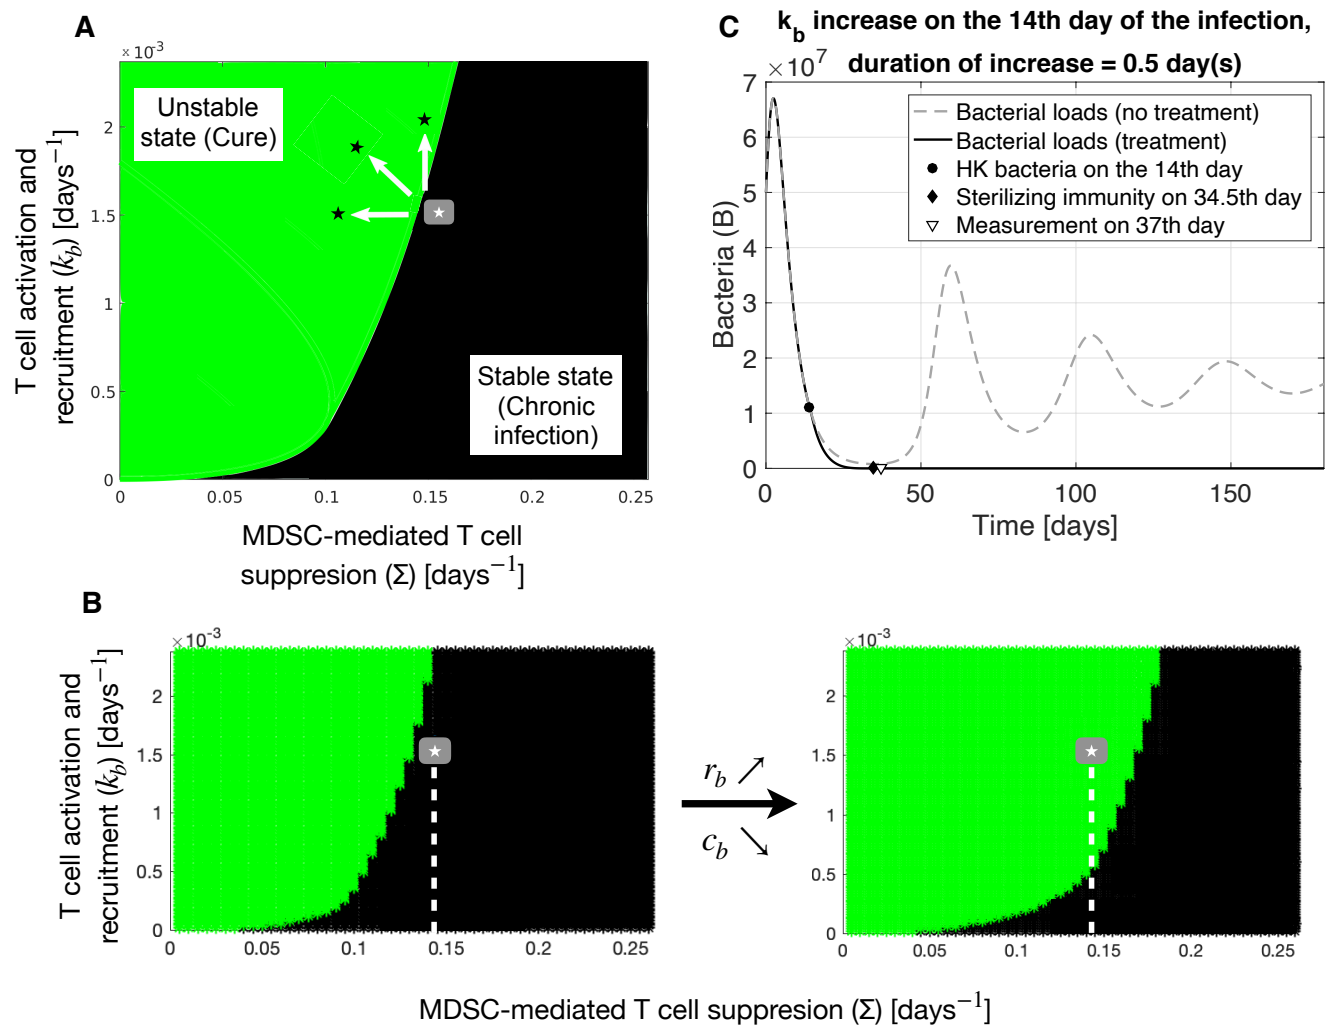 A
× 10⁻³
Unstable
state (Cure)
Stable state
(Chronic
infection)
2
1.5
1
0.5
0
0
0.05
0.1
0.15
0.2
0.25
T cell activation and
recruitment (k_b) [days⁻¹]
MDSC-mediated T cell
suppresion (Σ) [days⁻¹]
C
k_b increase on the 14th day of the infection,
duration of increase = 0.5 day(s)
×10⁷
Bacterial loads (no treatment)
Bacterial loads (treatment)
HK bacteria on the 14th day
Sterilizing immunity on 34.5th day
Measurement on 37th day
7
6
5
4
3
2
1
0
Bacteria (B)
0
50
100
150
Time [days]
B
×10⁻³
2
1.5
1
0.5
0
0
0.05
0.1
0.15
0.2
0.25
T cell activation and
recruitment (k_b) [days⁻¹]
r_b ↗
c_b ↘
×10⁻³
2
1.5
1
0.5
0
0
0.05
0.1
0.15
0.2
0.25
MDSC-mediated T cell suppresion (Σ) [days⁻¹]